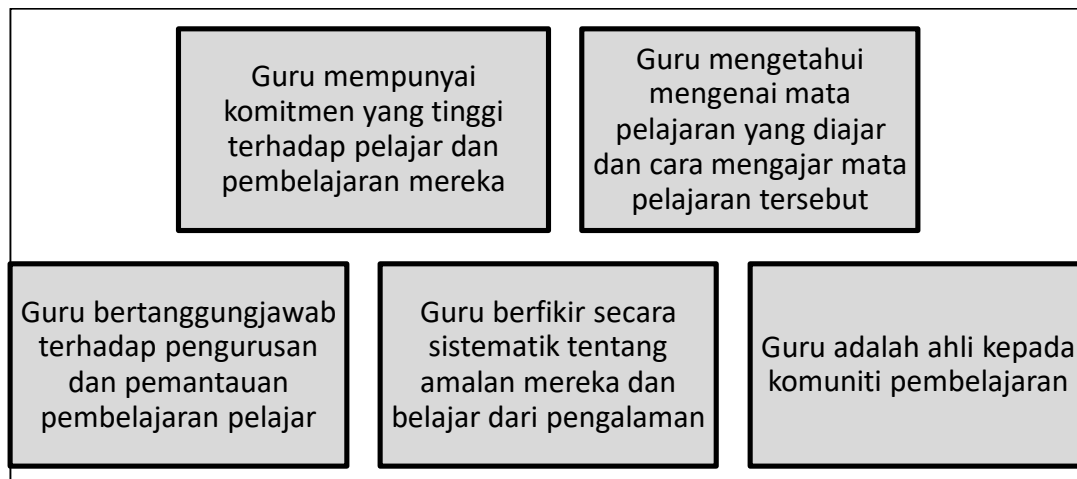 Guru mempunyai
komitmen yang tinggi
terhadap pelajar dan
pembelajaran mereka
Guru mengetahui
mengenai mata
pelajaran yang diajar
dan cara mengajar mata
pelajaran tersebut
Guru bertanggungjawab
terhadap pengurusan
dan pemantauan
pembelajaran pelajar
Guru berfikir secara
sistematik tentang
amalan mereka dan
belajar dari pengalaman
Guru adalah ahli kepada
komuniti pembelajaran